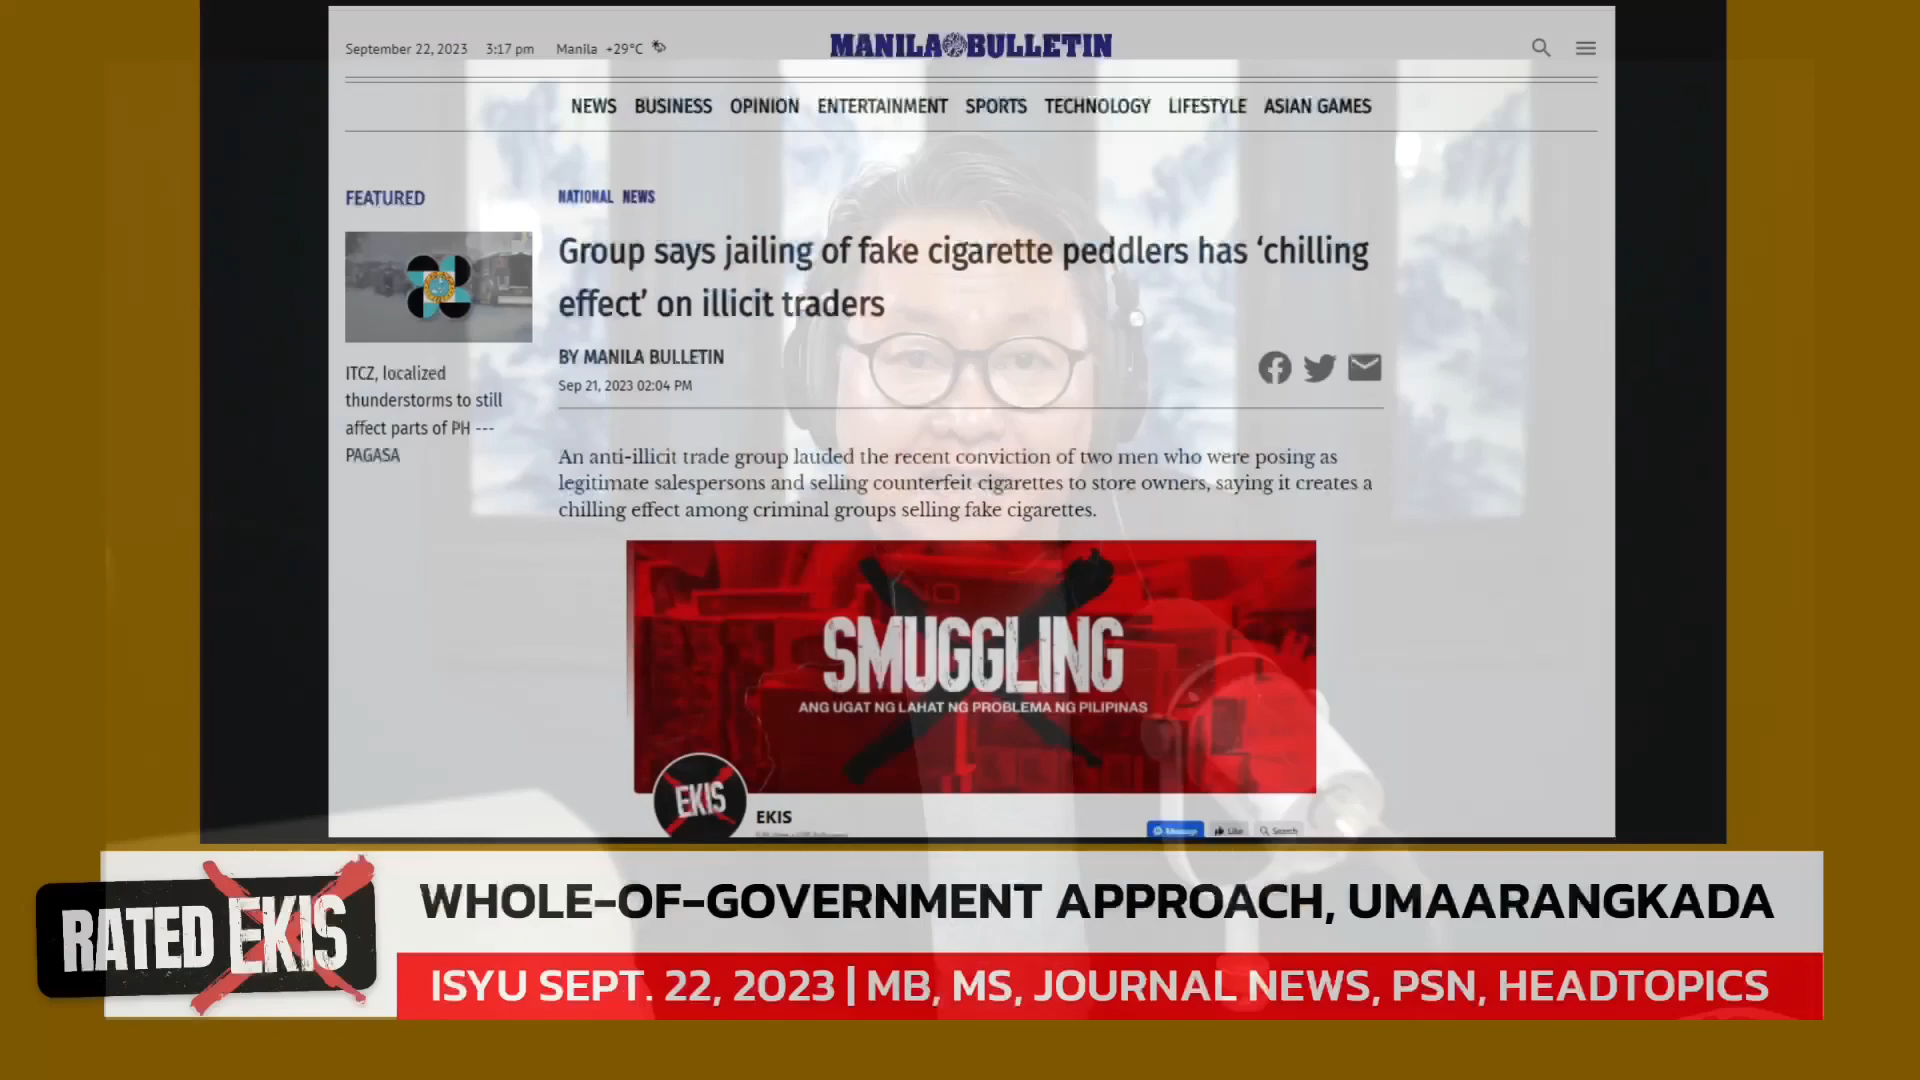 September 22, 2023 3:17 pm Manila +29°C
MANILA BULLETIN
NEWS BUSINESS OPINION ENTERTAINMENT SPORTS TECHNOLOGY LIFESTYLE ASIAN GAMES
FEATURED
ITCZ, localized
thunderstorms to still
affect parts of PH ---
PAGASA
NATIONAL NEWS
Group says jailing of fake cigarette peddlers has ‘chilling
effect’ on illicit traders
BY MANILA BULLETIN
Sep 21, 2023 02:04 PM
An anti-illicit trade group lauded the recent conviction of two men who were posing as
legitimate salespersons and selling counterfeit cigarettes to store owners, saying it creates a
chilling effect among criminal groups selling fake cigarettes.
SMUGGLING
ANG UGAT NG LAHAT NG PROBLEMA NG PILIPINAS
EKIS
EKIS
Message Like Search
RATED EKIS
WHOLE-OF-GOVERNMENT APPROACH, UMAARANGKADA
ISYU SEPT. 22, 2023 | MB, MS, JOURNAL NEWS, PSN, HEADTOPICS